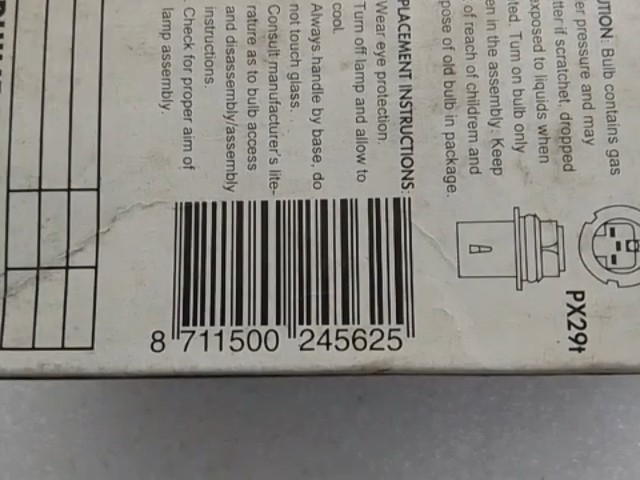 UTION: Bulb contains gas
er pressure and may
tter if scratchet, dropped
exposed to liquids when
ted. Turn on bulb only
en in the assembly. Keep
of reach of childrem and
pose of old bulb in package.
PLACEMENT INSTRUCTIONS:
Wear eye protection.
Turn off lamp and allow to
cool.
Always handle by base, do
not touch glass.
Consult manufacturer's lite-
rature as to bulb access
and disassembly/assembly
instructions.
Check for proper aim of
lamp assembly.
A
PX29t
8 711500 245625